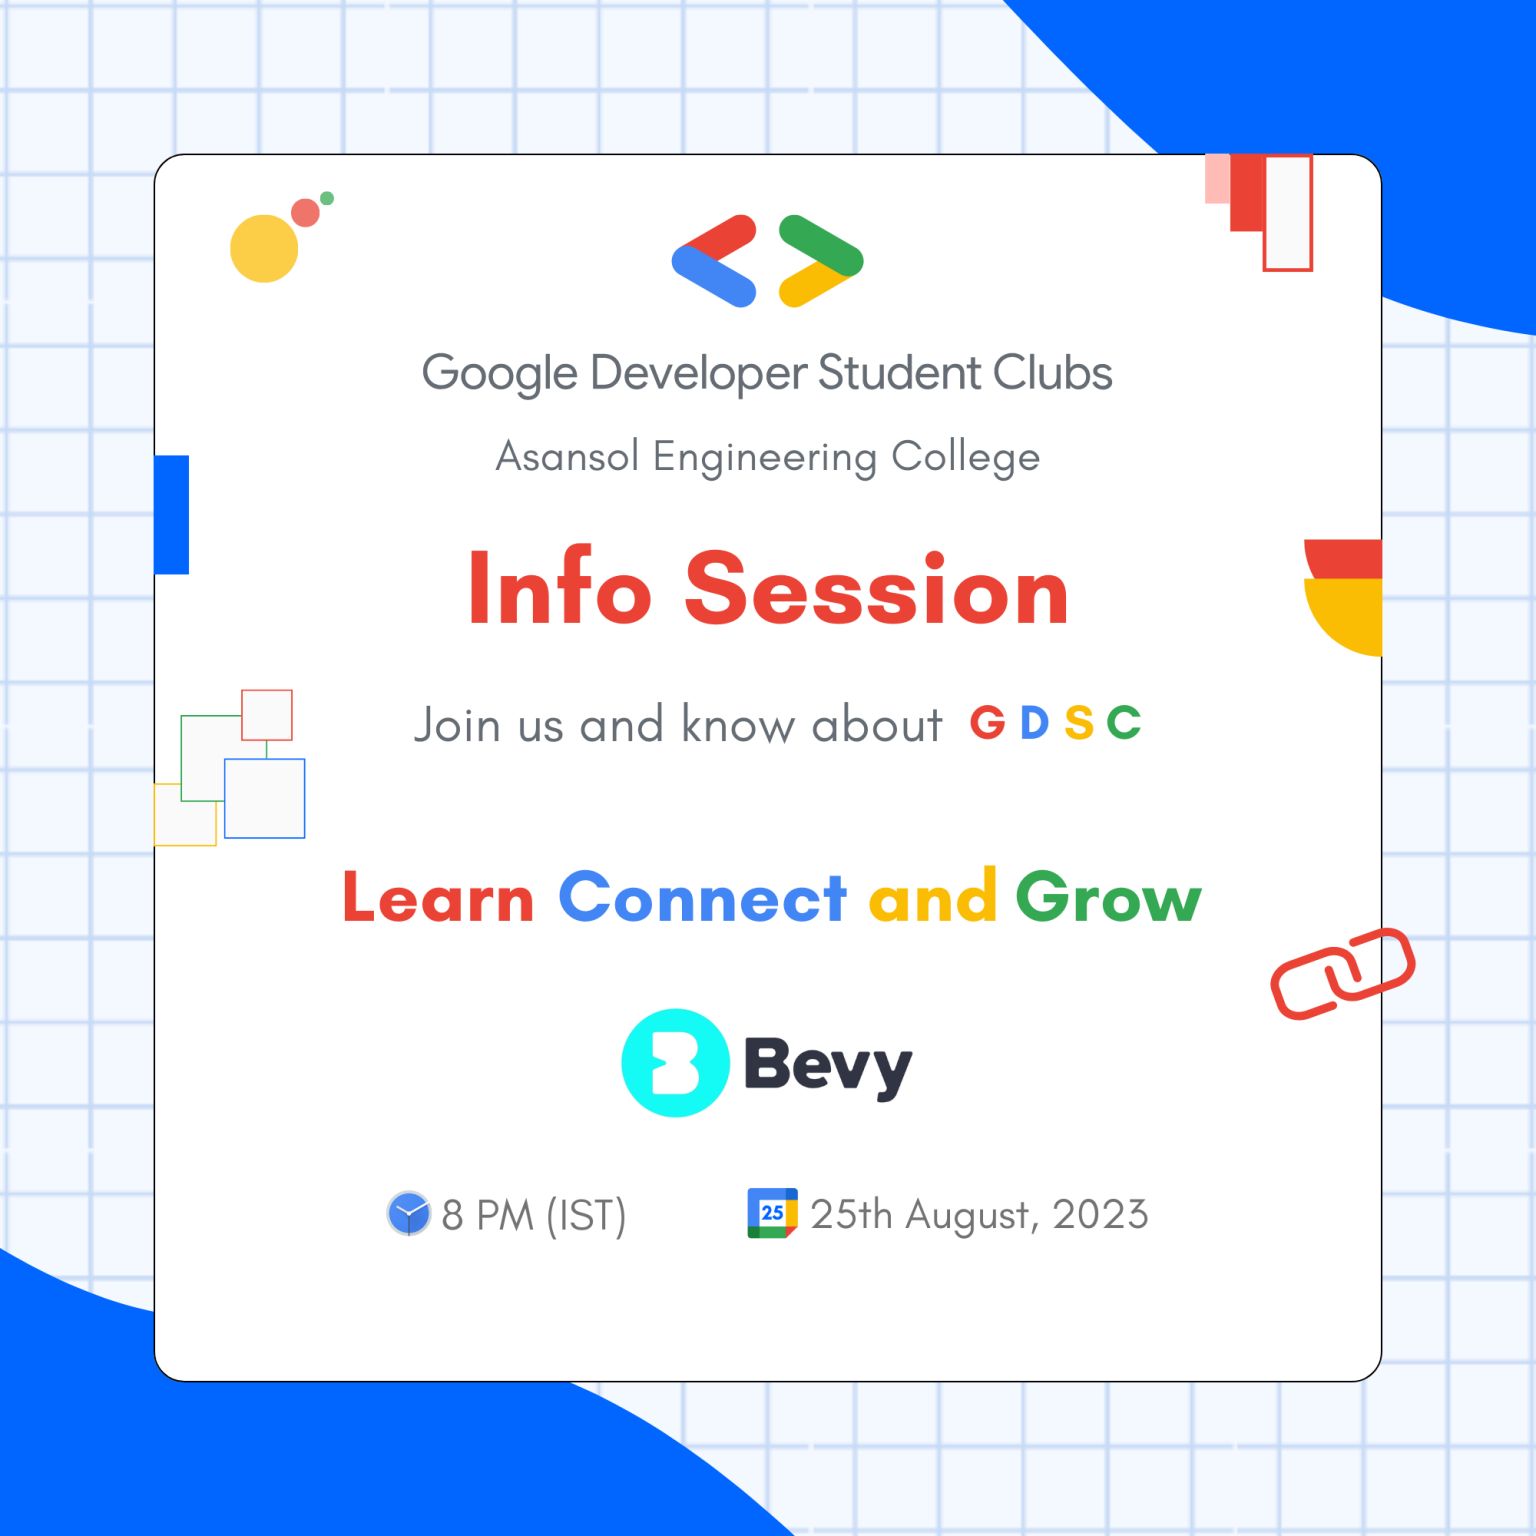 Google Developer Student Clubs
Asansol Engineering College
Info Session
Join us and know about G D S C
Learn Connect and Grow
B Bevy
8 PM (IST) 25 25th August, 2023